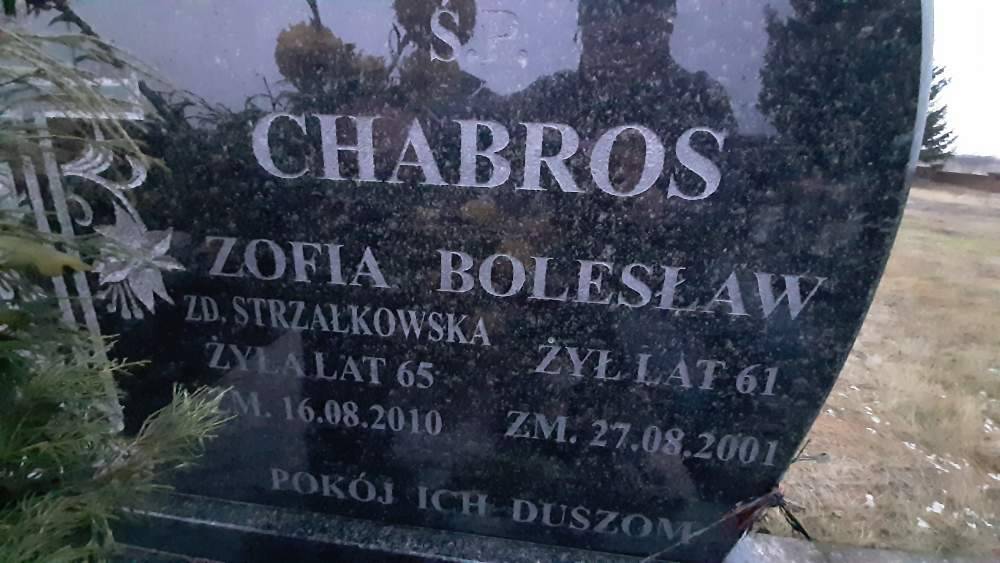 Ś.P.
CHABROS
ZOFIA BOLESŁAW
ZD. STRZAŁKOWSKA
ŻYŁA LAT 65 ŻYŁ LAT 61
ZM. 16.08.2010 ZM. 27.08.2001
POKÓJ ICH DUSZOM